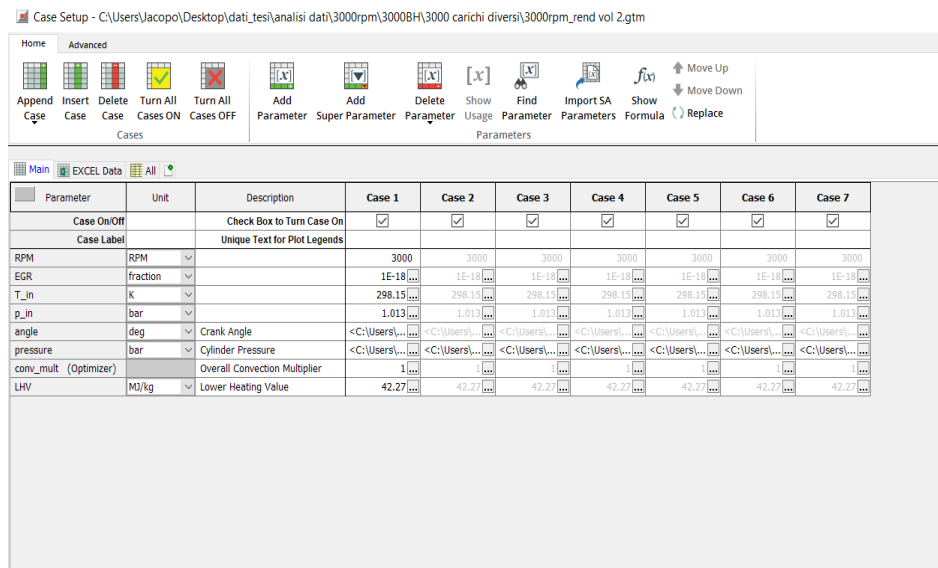 Case Setup - C:\Users\Jacopo\Desktop\dati_tesi\analisi dati\3000rpm\3000BH\3000 carichi diversi\3000rpm_rend vol 2.gtm
Home Advanced
Append Case Insert Case Delete Case Turn All Cases ON Turn All Cases OFF
Cases
Add Parameter Add Super Parameter Delete Parameter Show Usage Find Parameter Import SA Parameters Show Formula Move Up Move Down Replace
Parameters
Main EXCEL Data All
Parameter Unit Description Case 1 Case 2 Case 3 Case 4 Case 5 Case 6 Case 7
Case On/Off Check Box to Turn Case On
Case Label Unique Text for Plot Legends
RPM RPM 3000 3000 3000 3000 3000 3000 3000
EGR fraction 1E-18 ... 1E-18 ... 1E-18 ... 1E-18 ... 1E-18 ... 1E-18 ... 1E-18 ...
T_in K 298.15 ... 298.15 ... 298.15 ... 298.15 ... 298.15 ... 298.15 ... 298.15 ...
p_in bar 1.013 ... 1.013 ... 1.013 ... 1.013 ... 1.013 ... 1.013 ... 1.013 ...
angle deg Crank Angle <C:\Users\... ... <C:\Users\... ... <C:\Users\... ... <C:\Users\... ... <C:\Users\... ... <C:\Users\... ... <C:\Users\... ...
pressure bar Cylinder Pressure <C:\Users\... ... <C:\Users\... ... <C:\Users\... ... <C:\Users\... ... <C:\Users\... ... <C:\Users\... ... <C:\Users\... ...
conv_mult (Optimizer) Overall Convection Multiplier 1 ... 1 ... 1 ... 1 ... 1 ... 1 ... 1 ...
LHV MJ/kg Lower Heating Value 42.27 ... 42.27 ... 42.27 ... 42.27 ... 42.27 ... 42.27 ... 42.27 ...